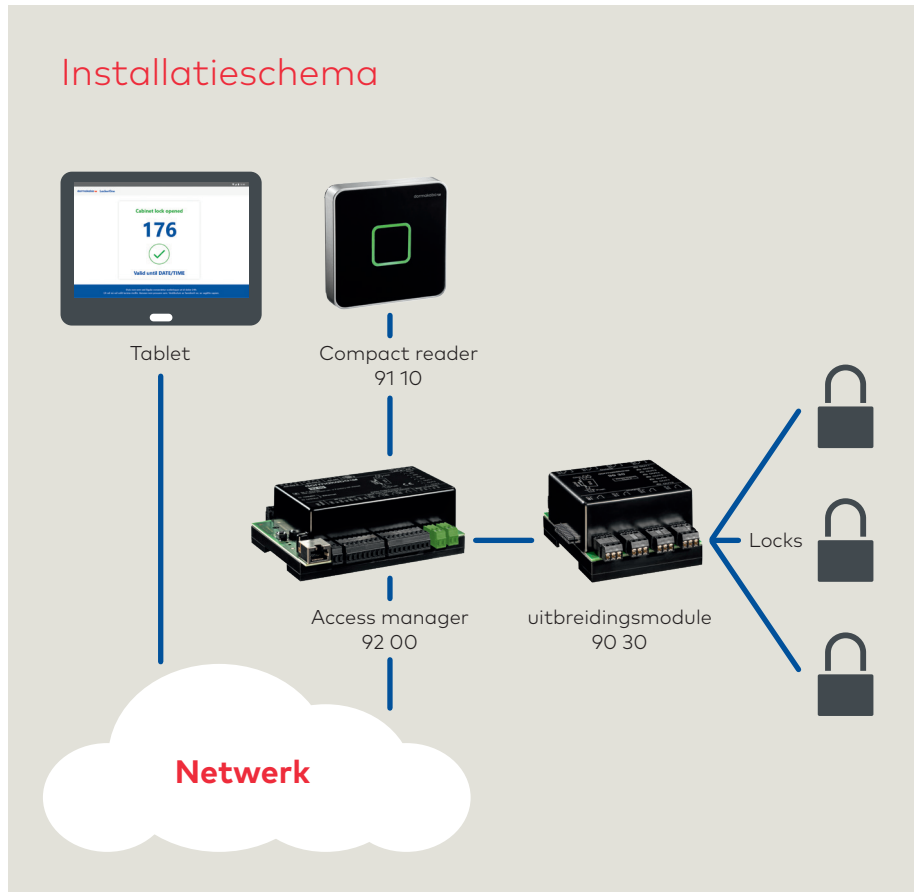 Installatieschema
Cabinet lock opened
176
Valid until DATE/TIME
dormakaba
Tablet
Compact reader
91 10
Access manager
92 00
uitbreidingsmodule
90 30
Locks
Netwerk